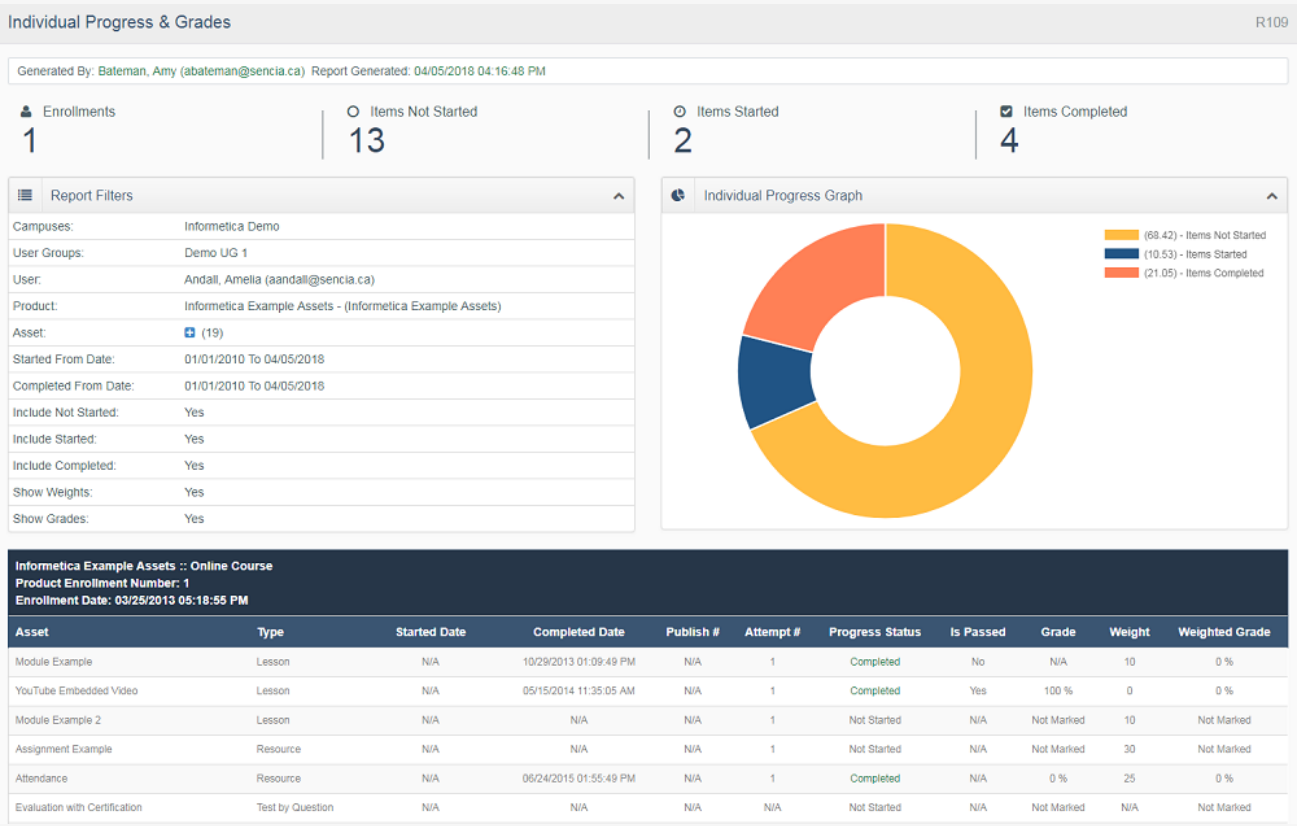 Individual Progress & Grades R109
Generated By: Bateman, Amy (abateman@sencia.ca) Report Generated: 04/05/2018 04:16:48 PM
Enrollments Items Not Started Items Started Items Completed
1 13 2 4
Report Filters
Campuses: Informetica Demo
User Groups: Demo UG 1
User: Andall, Amelia (aandall@sencia.ca)
Product: Informetica Example Assets - (Informetica Example Assets)
Asset: (19)
Started From Date: 01/01/2010 To 04/05/2018
Completed From Date: 01/01/2010 To 04/05/2018
Include Not Started: Yes
Include Started: Yes
Include Completed: Yes
Show Weights: Yes
Show Grades: Yes
Individual Progress Graph
(68.42) - Items Not Started
(10.53) - Items Started
(21.05) - Items Completed
Informetica Example Assets :: Online Course
Product Enrollment Number: 1
Enrollment Date: 03/25/2013 05:18:55 PM
Asset Type Started Date Completed Date Publish # Attempt # Progress Status Is Passed Grade Weight Weighted Grade
Module Example Lesson N/A 10/29/2013 01:09:49 PM N/A 1 Completed No N/A 10 0 %
YouTube Embedded Video Lesson N/A 05/15/2014 11:35:05 AM N/A 1 Completed Yes 100 % 0 0 %
Module Example 2 Lesson N/A N/A N/A 1 Not Started N/A Not Marked 10 Not Marked
Assignment Example Resource N/A N/A N/A 1 Not Started N/A Not Marked 30 Not Marked
Attendance Resource N/A 06/24/2015 01:55:49 PM N/A 1 Completed N/A 0 % 25 0 %
Evaluation with Certification Test by Question N/A N/A N/A N/A Not Started N/A Not Marked N/A Not Marked